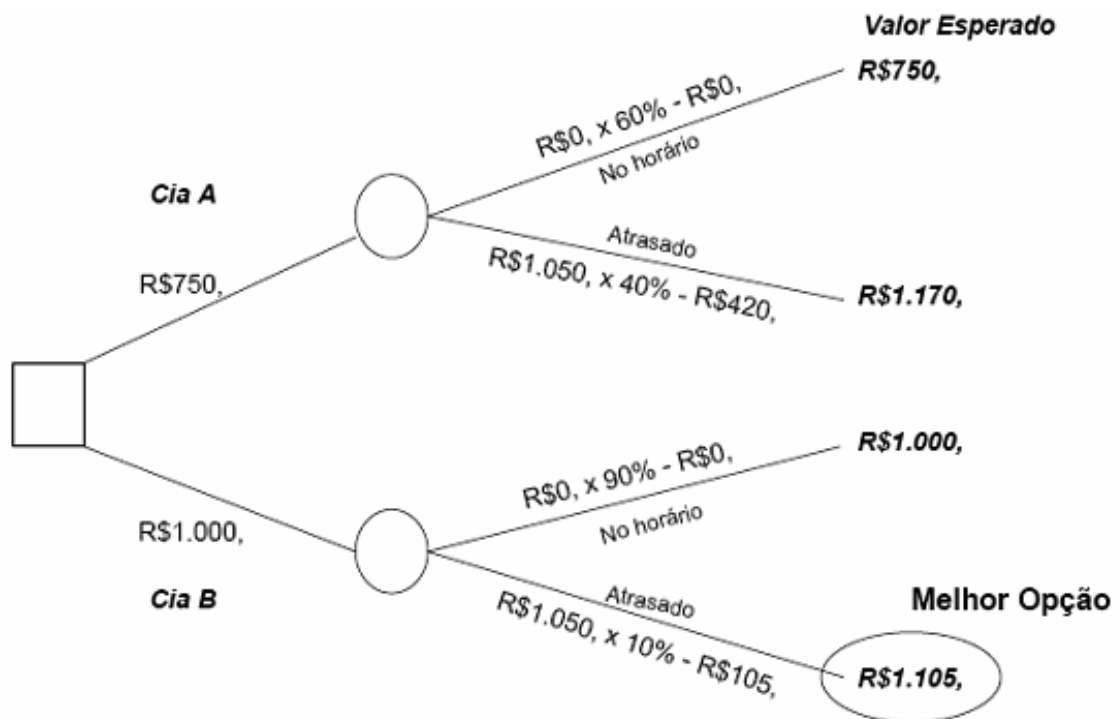 Valor Esperado
R$750,
R$0, x 60% - R$0,
No horário
Cia A
R$750,
Atrasado
R$1.050, x 40% - R$420,
R$1.170,
R$1.000,
R$0, x 90% - R$0,
No horário
R$1.000,
Cia B
Atrasado
R$1.050, x 10% - R$105,
Melhor Opção
R$1.105,